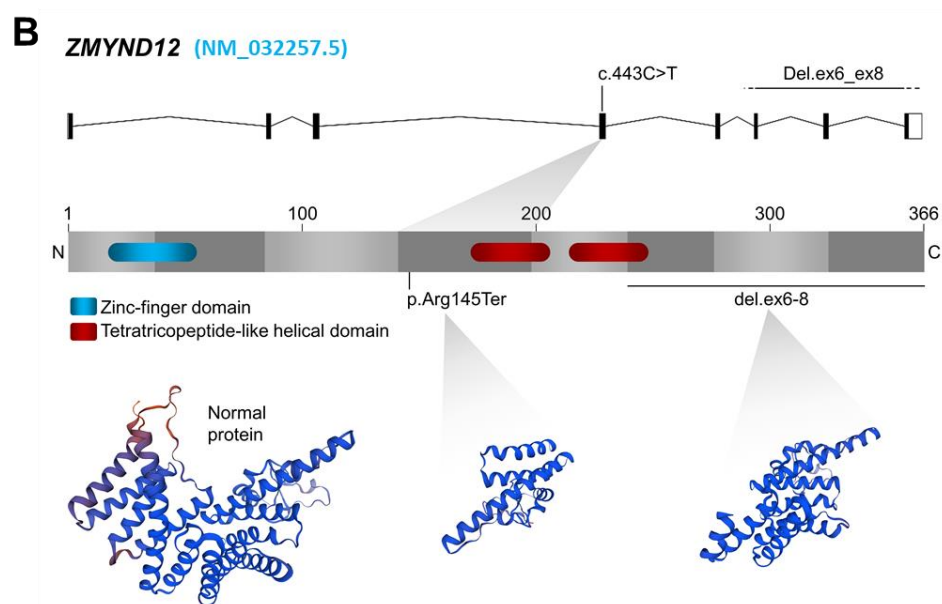 B
ZMYND12 (NM_032257.5)
c.443C>T
Del.ex6_ex8
1 100 200 300 366
N C
p.Arg145Ter
del.ex6-8
Zinc-finger domain
Tetratricopeptide-like helical domain
Normal
protein